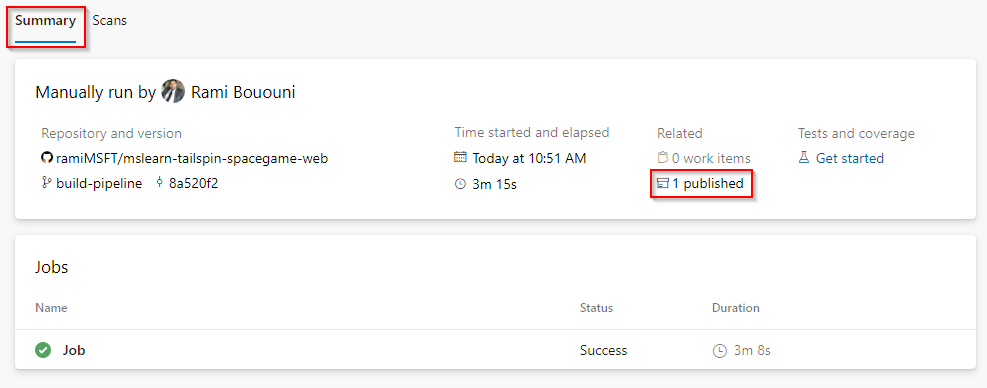 Summary Scans
Manually run by Rami Bououni
Repository and version
ramiMSFT/mslearn-tailspin-spacegame-web
build-pipeline 8a520f2
Time started and elapsed
Today at 10:51 AM
3m 15s
Related
0 work items
1 published
Tests and coverage
Get started
Jobs
Name Status Duration
Job Success 3m 8s